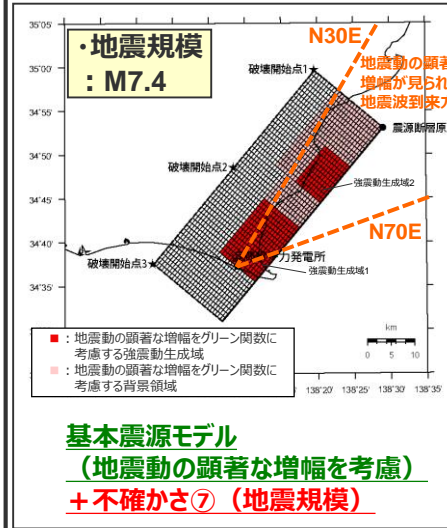 ・地震規模
：M7.4
N30E
地震動の顕著
増幅が見られ
地震波到来方
35°05'
35°00'
34°55'
34°50'
34°45'
34°40'
34°35'
破壊開始点1
破壊開始点2
破壊開始点3
震源断層原
強震動生成域2
N70E
力発電所
強震動生成域1
km
0 5 10
138°20' 138°25' 138°30' 138°35'
：地震動の顕著な増幅をグリーン関数に
考慮する強震動生成域
：地震動の顕著な増幅をグリーン関数に
考慮する背景領域
基本震源モデル
（地震動の顕著な増幅を考慮）
＋不確かさ⑦（地震規模）